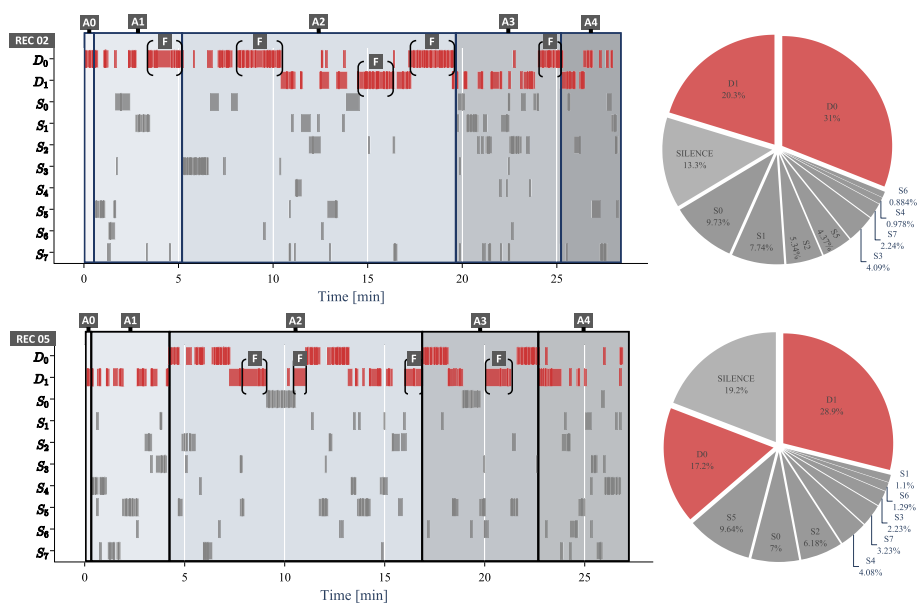 A0 A1 A2 A3 A4
REC 02
F F F F
D0
D1
F
S0
S1
S2
S3
S4
S5
S6
S7
0 5 10 15 20 25
Time [min]
D1
20.3%
D0
31%
SILENCE
13.3%
S0
9.73%
S1
7.74%
S2
5.34%
S5
4.37%
S6
0.884%
S4
0.978%
S7
2.24%
S3
4.09%
A0 A1 A2 A3 A4
REC 05
D0
F F F F
D1
S0
S1
S2
S3
S4
S5
S6
S7
0 5 10 15 20 25
Time [min]
SILENCE
19.2%
D1
28.9%
D0
17.2%
S5
9.64%
S0
7%
S2
6.18%
S1
1.1%
S6
1.29%
S3
2.23%
S7
3.23%
S4
4.08%